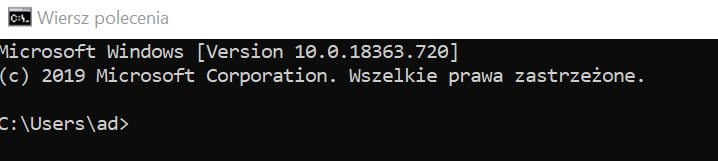 Wiersz polecenia
Microsoft Windows [Version 10.0.18363.720]
(c) 2019 Microsoft Corporation. Wszelkie prawa zastrzeżone.
C:\Users\ad>